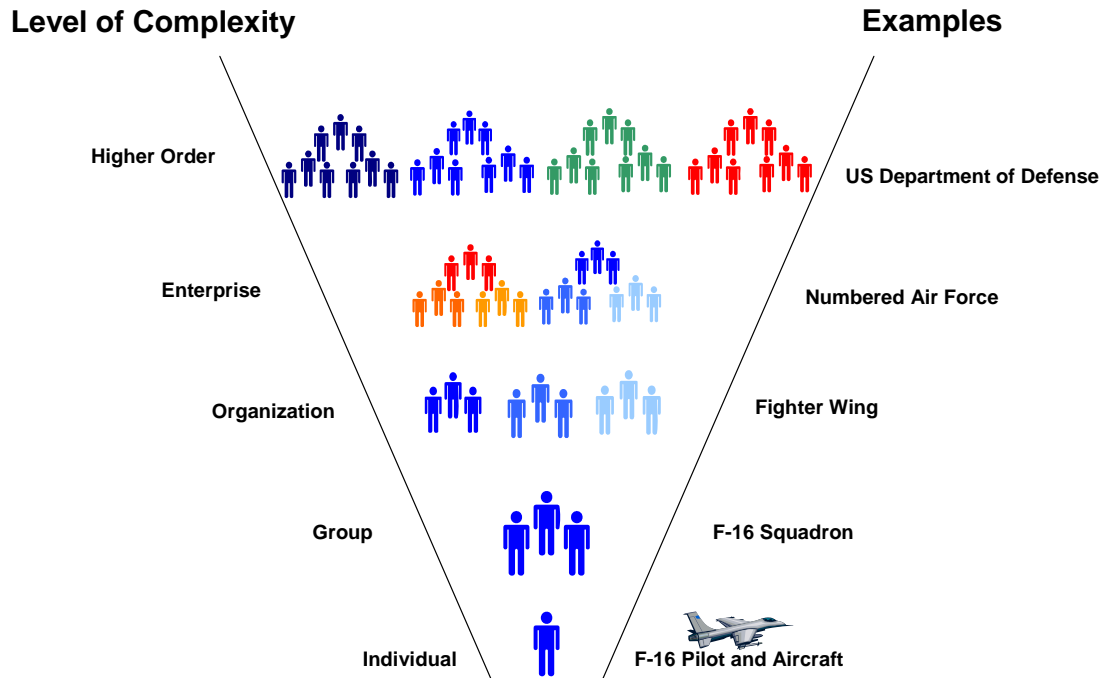 Level of Complexity
Examples
Higher Order
US Department of Defense
Enterprise
Numbered Air Force
Organization
Fighter Wing
Group
F-16 Squadron
Individual
F-16 Pilot and Aircraft